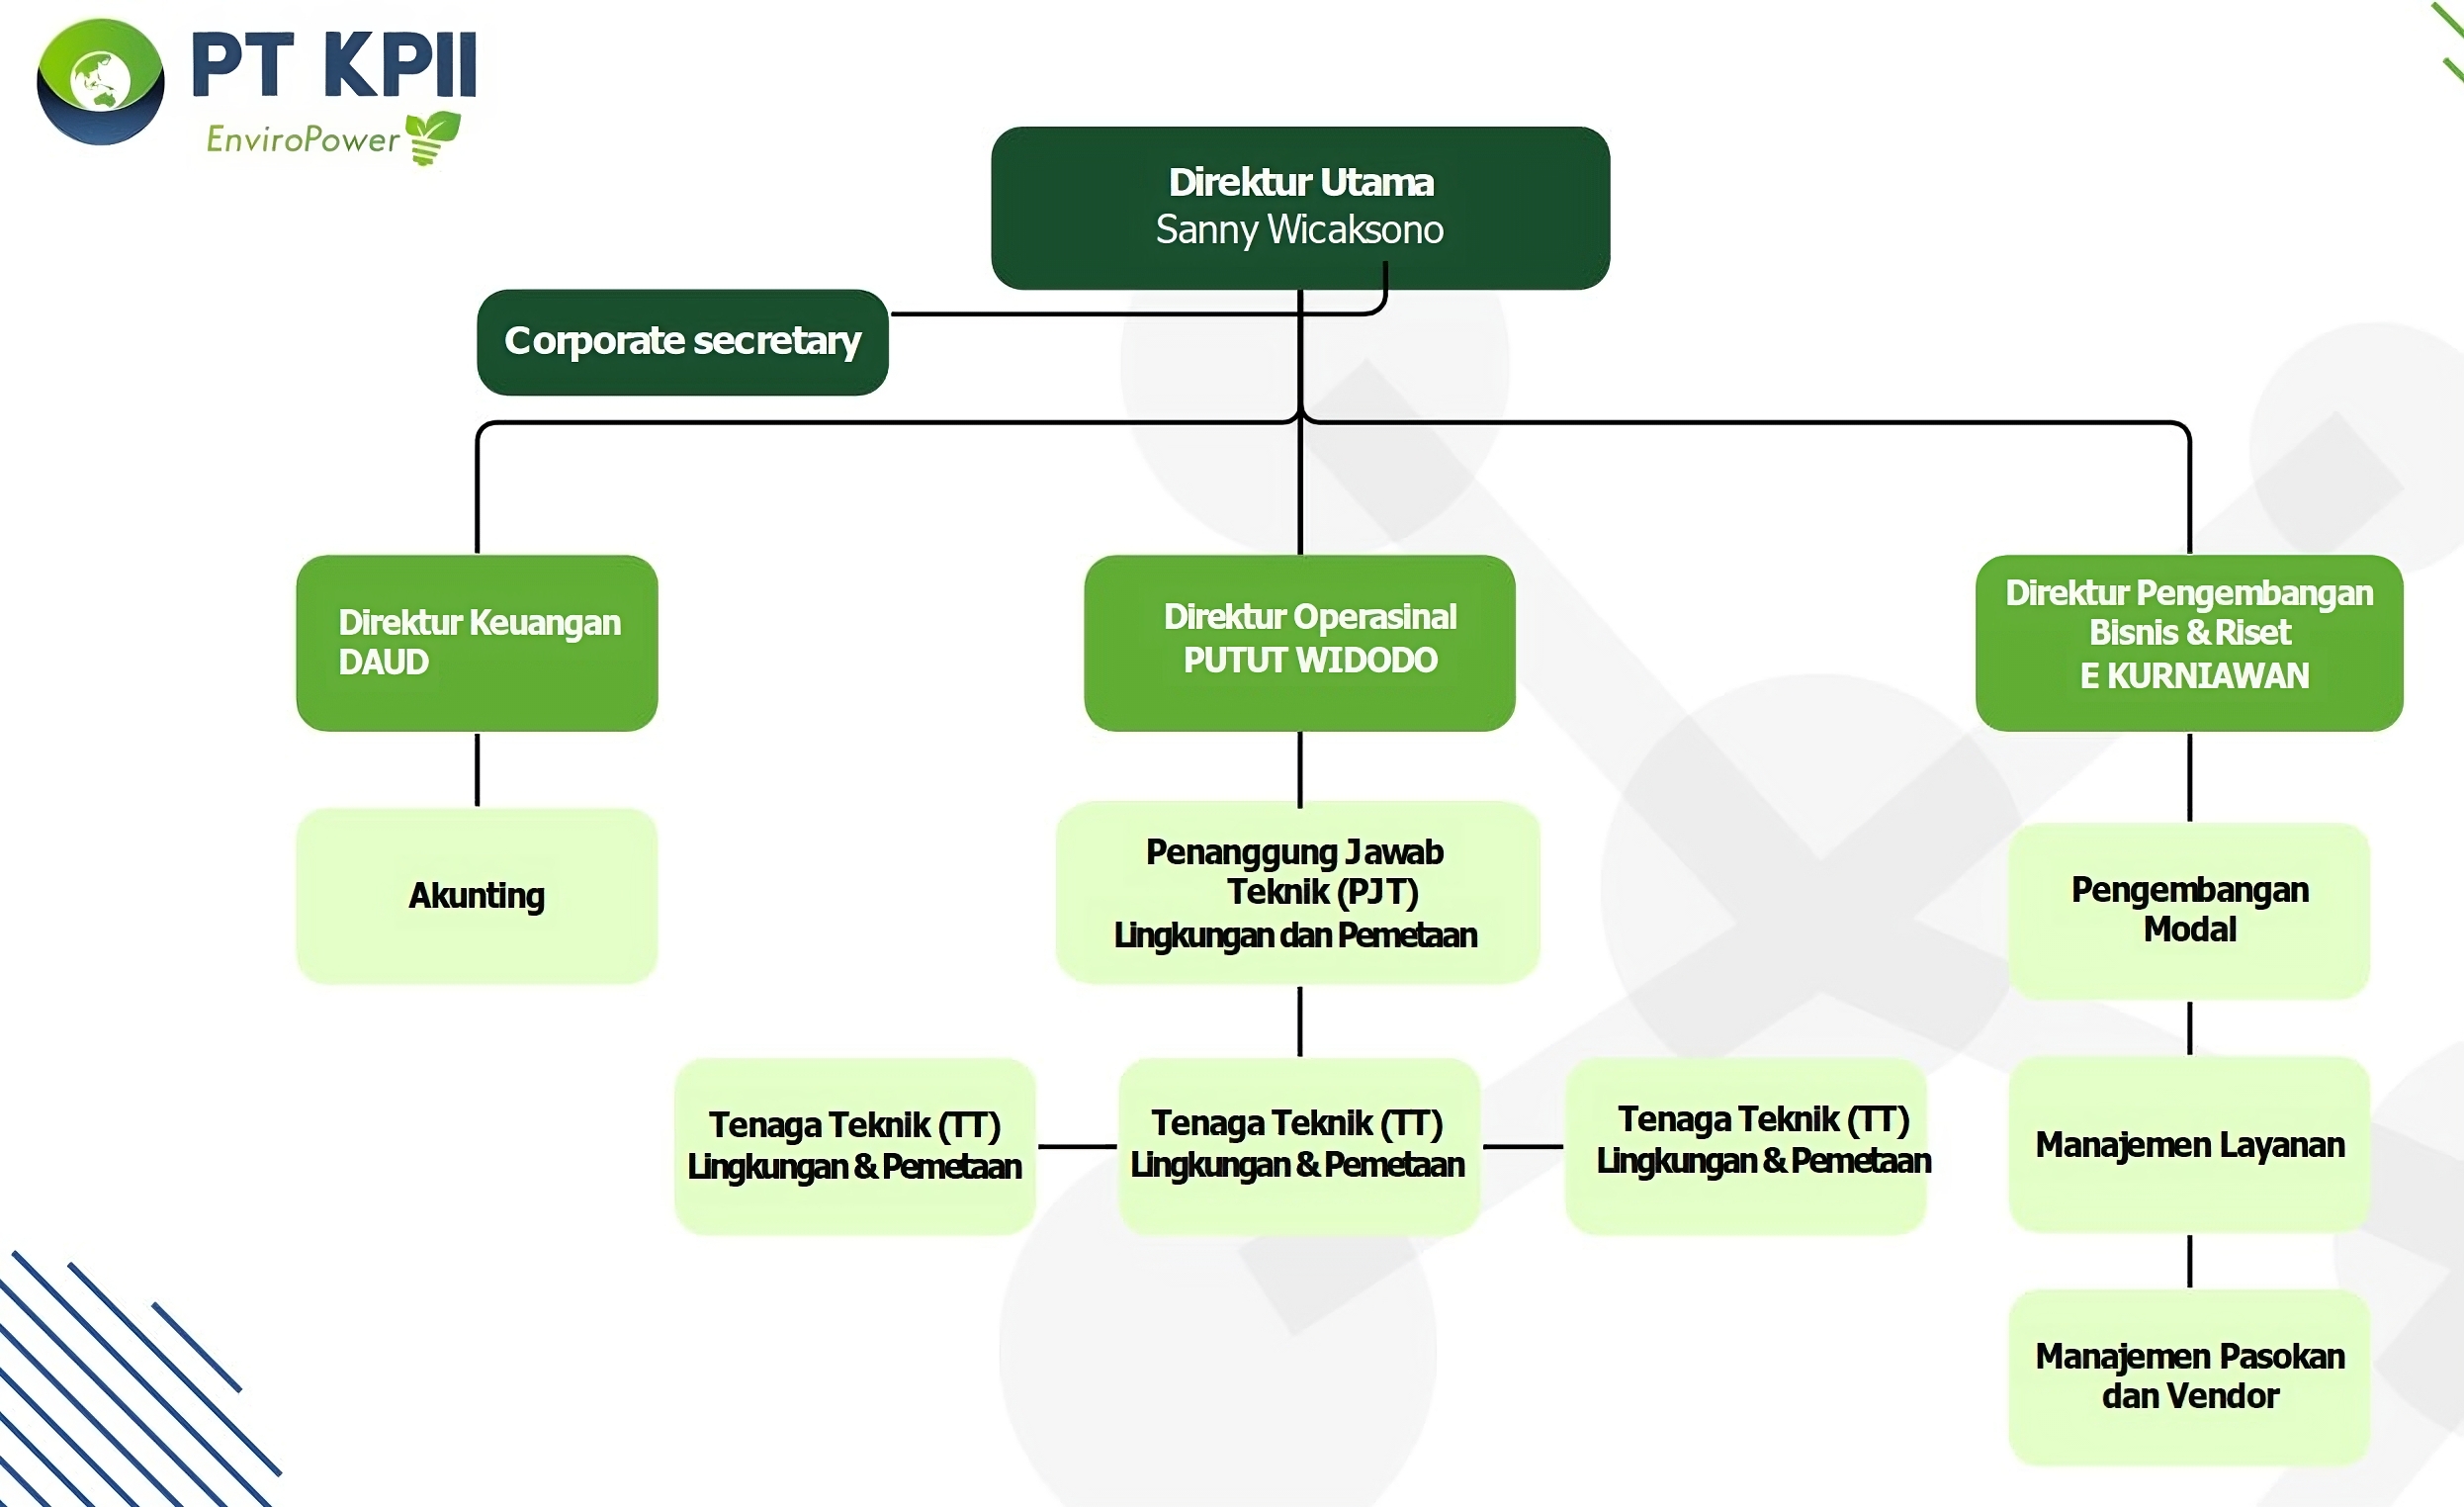 PT KPII
EnviroPower
Direktur Utama
Sanny Wicaksono
Corporate secretary
Direktur Keuangan
DAUD
Direktur Operasinal
PUTUT WIDODO
Direktur Pengembangan
Bisnis & Riset
E KURNIAWAN
Akunting
Penanggung Jawab
Teknik (PJT)
Lingkungan dan Pemetaan
Pengembangan
Modal
Tenaga Teknik (TT)
Lingkungan & Pemetaan
Tenaga Teknik (TT)
Lingkungan & Pemetaan
Tenaga Teknik (TT)
Lingkungan & Pemetaan
Manajemen Layanan
Manajemen Pasokan
dan Vendor